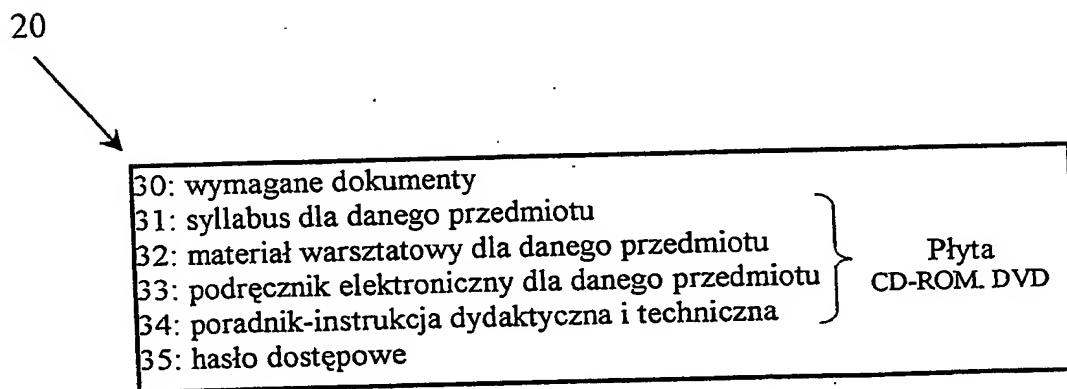 20
30: wymagane dokumenty
31: syllabus dla danego przedmiotu
32: materiał warsztatowy dla danego przedmiotu
33: podręcznik elektroniczny dla danego przedmiotu
34: poradnik-instrukcja dydaktyczna i techniczna
35: hasło dostępowe
Płyta
CD-ROM. DVD